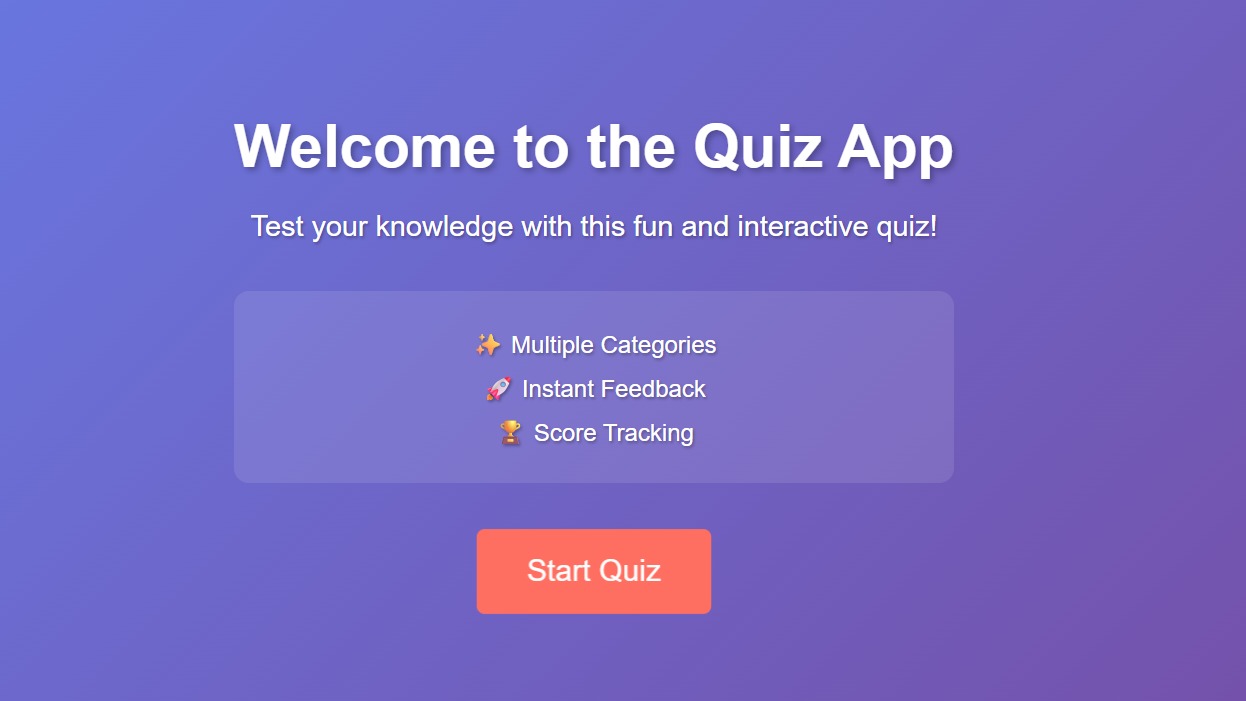 Welcome to the Quiz App
Test your knowledge with this fun and interactive quiz!
✨ Multiple Categories
🚀 Instant Feedback
🏆 Score Tracking
Start Quiz